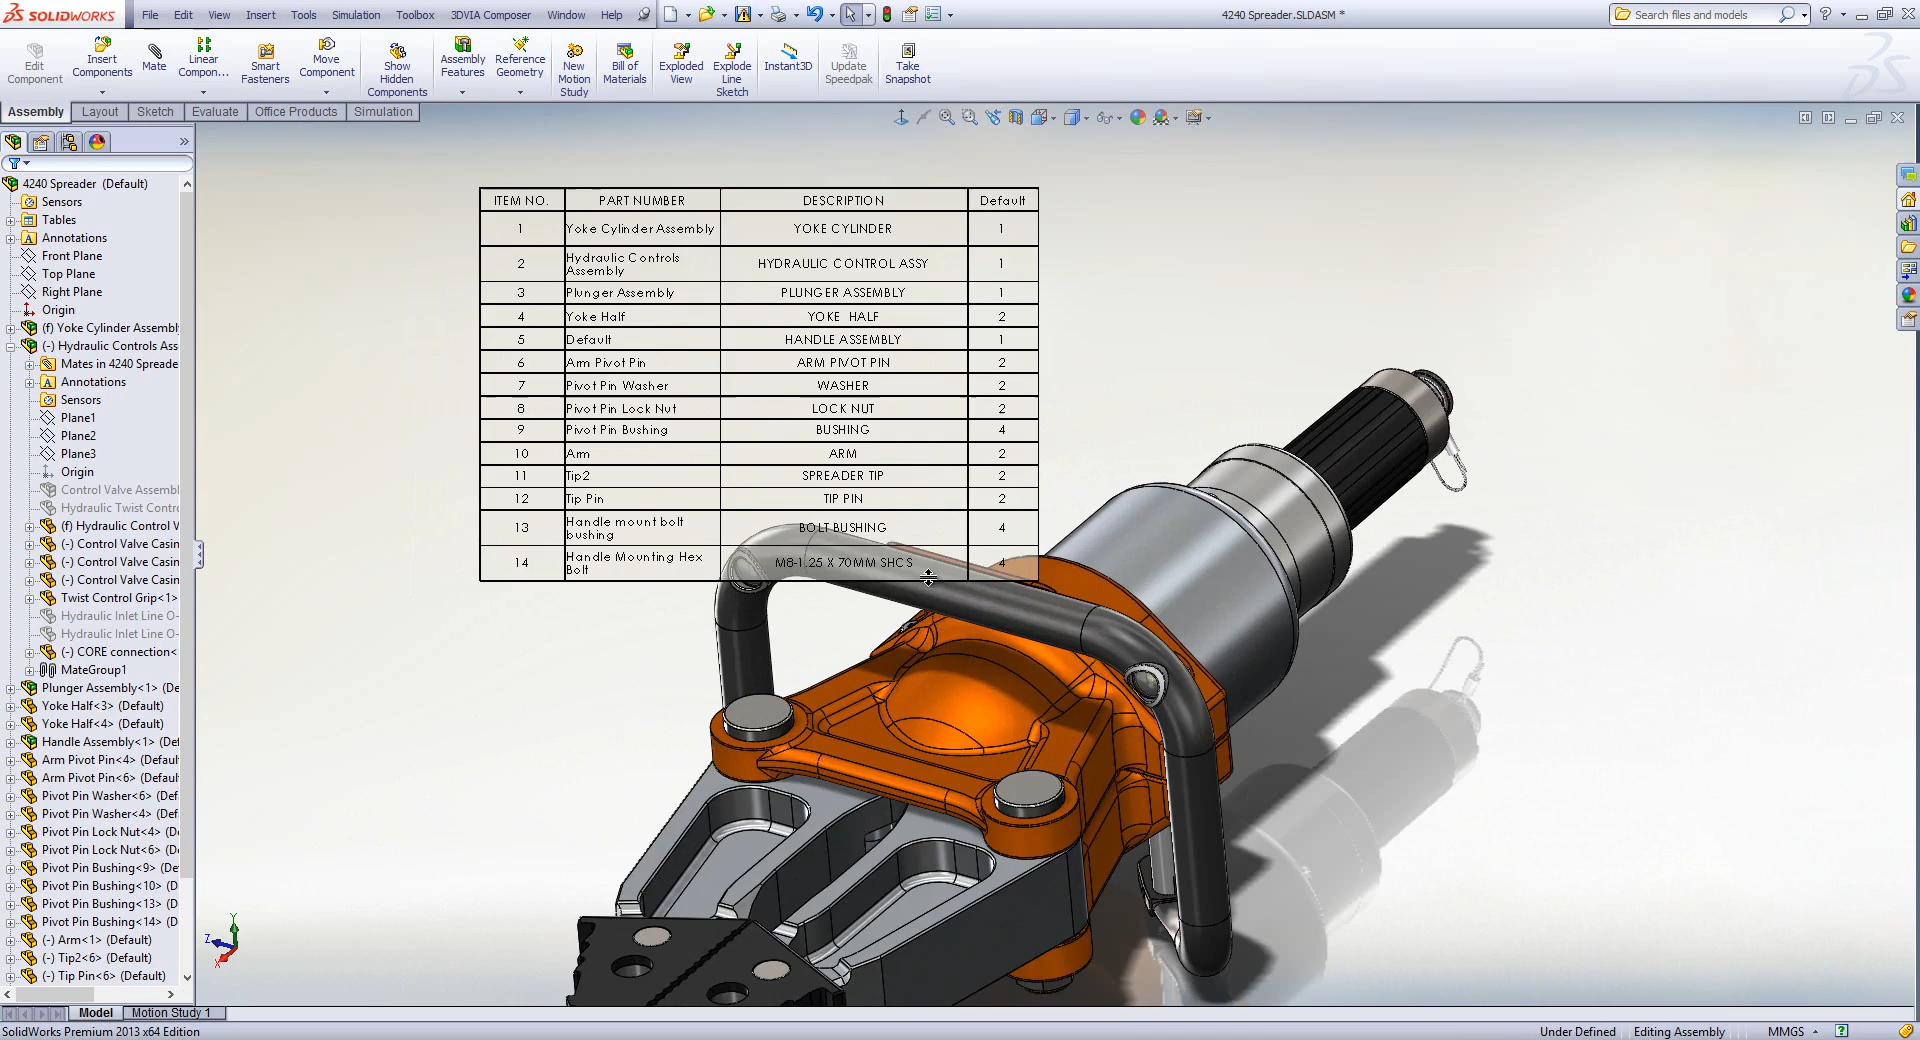 SOLIDWORKS File Edit View Insert Tools Simulation Toolbox 3DVIA Composer Window Help 4240 Spreader.SLDASM * Search files and models
Edit Component
Insert Components
Mate
Linear Compon...
Smart Fasteners
Move Component
Show Hidden Components
Assembly Features
Reference Geometry
New Motion Study
Bill of Materials
Exploded View
Explode Line Sketch
Instant3D
Update Speedpak
Take Snapshot
Assembly Layout Sketch Evaluate Office Products Simulation
4240 Spreader (Default)
Sensors
Tables
Annotations
Front Plane
Top Plane
Right Plane
Origin
(f) Yoke Cylinder Assembl
(-) Hydraulic Controls Ass
Mates in 4240 Spreade
Annotations
Sensors
Plane1
Plane2
Plane3
Origin
Control Valve Assembl
Hydraulic Twist Contro
(f) Hydraulic Control V
(-) Control Valve Casin
(-) Control Valve Casin
(-) Control Valve Casin
Twist Control Grip<1>
Hydraulic Inlet Line O-
Hydraulic Inlet Line O-
(-) CORE connection<
MateGroup1
Plunger Assembly<1> (De
Yoke Half<3> (Default)
Yoke Half<4> (Default)
Handle Assembly<1> (Def
Arm Pivot Pin<4> (Default
Arm Pivot Pin<6> (Default
Pivot Pin Washer<6> (Def
Pivot Pin Washer<4> (Def
Pivot Pin Lock Nut<4> (De
Pivot Pin Lock Nut<6> (De
Pivot Pin Bushing<9> (De
Pivot Pin Bushing<10> (D
Pivot Pin Bushing<13> (D
Pivot Pin Bushing<14> (D
(-) Arm<1> (Default)
(-) Tip2<6> (Default)
(-) Tip Pin<6> (Default)
ITEM NO. PART NUMBER DESCRIPTION Default
1 Yoke Cylinder Assembly YOKE CYLINDER 1
2 Hydraulic Controls Assembly HYDRAULIC CONTROL ASSY 1
3 Plunger Assembly PLUNGER ASSEMBLY 1
4 Yoke Half YOKE HALF 2
5 Default HANDLE ASSEMBLY 1
6 Arm Pivot Pin ARM PIVOT PIN 2
7 Pivot Pin Washer WASHER 2
8 Pivot Pin Lock Nut LOCK NUT 2
9 Pivot Pin Bushing BUSHING 4
10 Arm ARM 2
11 Tip2 SPREADER TIP 2
12 Tip Pin TIP PIN 2
13 Handle mount bolt bushing BOLT BUSHING 4
14 Handle Mounting Hex Bolt M8-1.25 X 70MM SHCS 4
Y
Z
X
Model Motion Study 1
SolidWorks Premium 2013 x64 Edition Under Defined Editing Assembly MMGS